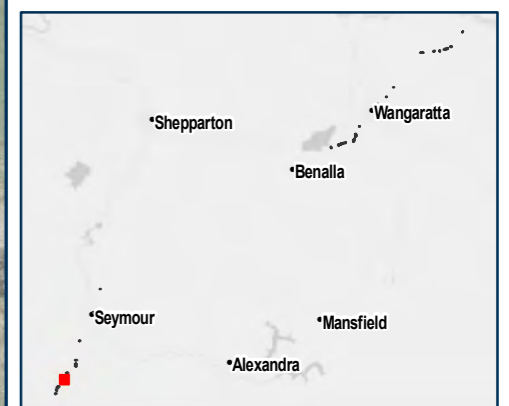 Shepparton
Wangaratta
Benalla
Seymour
Mansfield
Alexandra